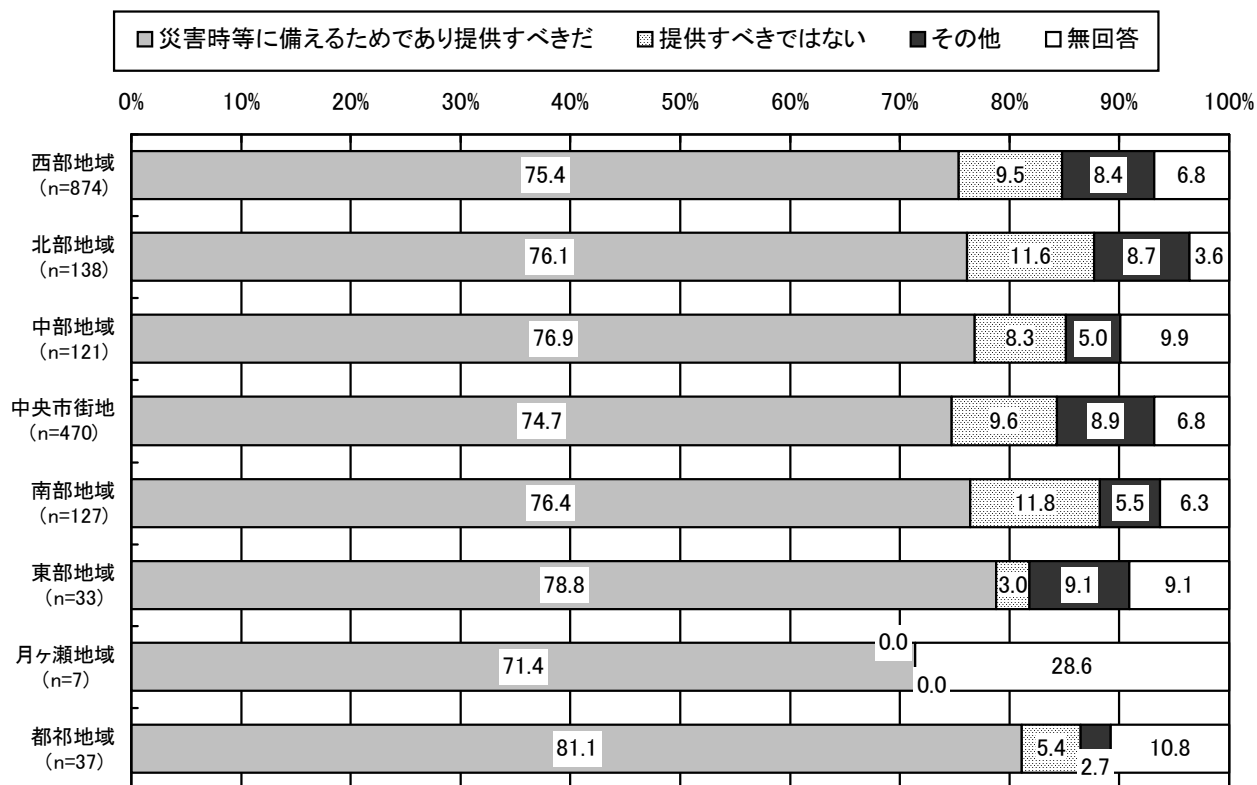 災害時等に備えるためであり提供すべきだ 提供すべきではない その他 無回答
0% 10% 20% 30% 40% 50% 60% 70% 80% 90% 100%
西部地域
(n=874)
75.4 9.5 8.4 6.8
北部地域
(n=138)
76.1 11.6 8.7 3.6
中部地域
(n=121)
76.9 8.3 5.0 9.9
中央市街地
(n=470)
74.7 9.6 8.9 6.8
南部地域
(n=127)
76.4 11.8 5.5 6.3
東部地域
(n=33)
78.8 3.0 9.1 9.1
月ヶ瀬地域
(n=7)
71.4 0.0 0.0 28.6
都祁地域
(n=37)
81.1 5.4 2.7 10.8